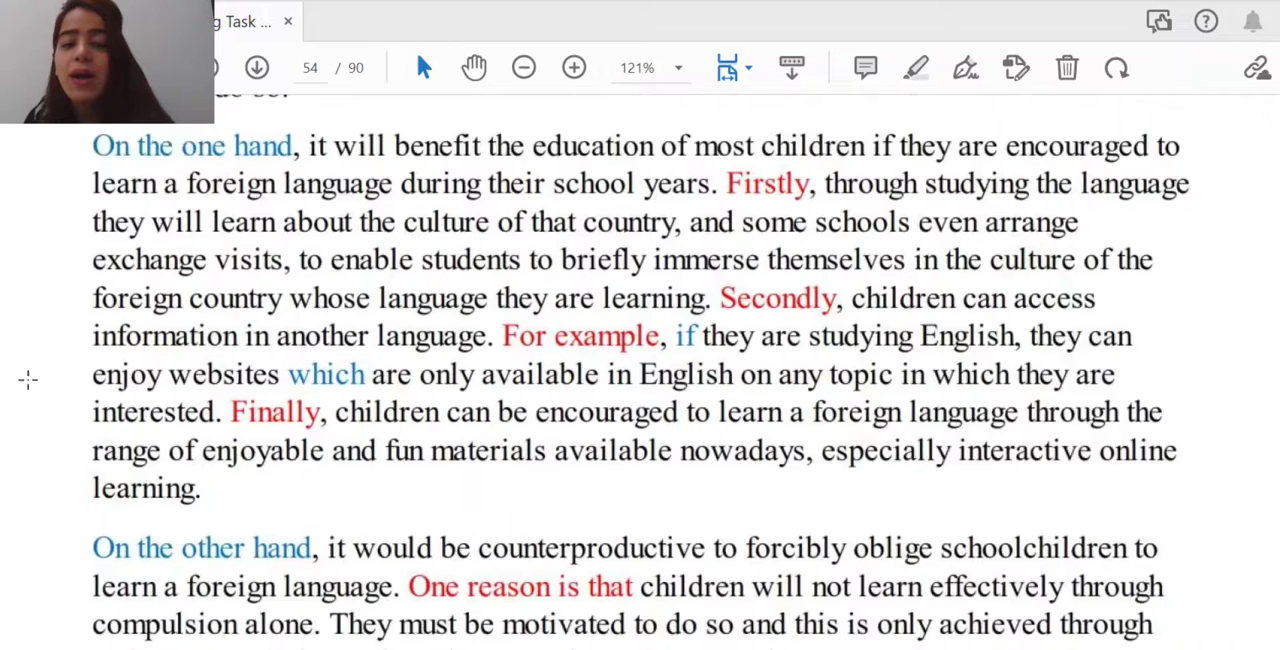 g Task ...
54 / 90
121%
On the one hand, it will benefit the education of most children if they are encouraged to
learn a foreign language during their school years. Firstly, through studying the language
they will learn about the culture of that country, and some schools even arrange
exchange visits, to enable students to briefly immerse themselves in the culture of the
foreign country whose language they are learning. Secondly, children can access
information in another language. For example, if they are studying English, they can
enjoy websites which are only available in English on any topic in which they are
interested. Finally, children can be encouraged to learn a foreign language through the
range of enjoyable and fun materials available nowadays, especially interactive online
learning.
On the other hand, it would be counterproductive to forcibly oblige schoolchildren to
learn a foreign language. One reason is that children will not learn effectively through
compulsion alone. They must be motivated to do so and this is only achieved through